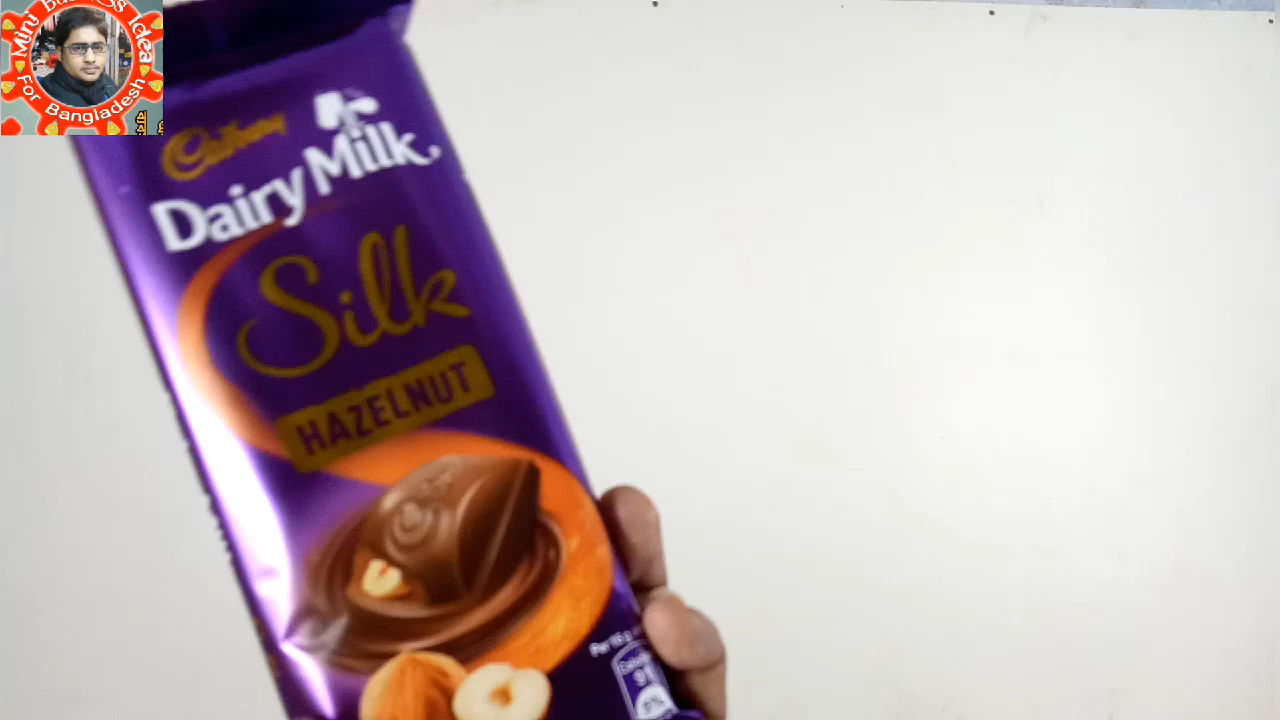 Mini Business Idea
For Bangladesh
Cadbury
Dairy Milk
Silk
HAZELNUT